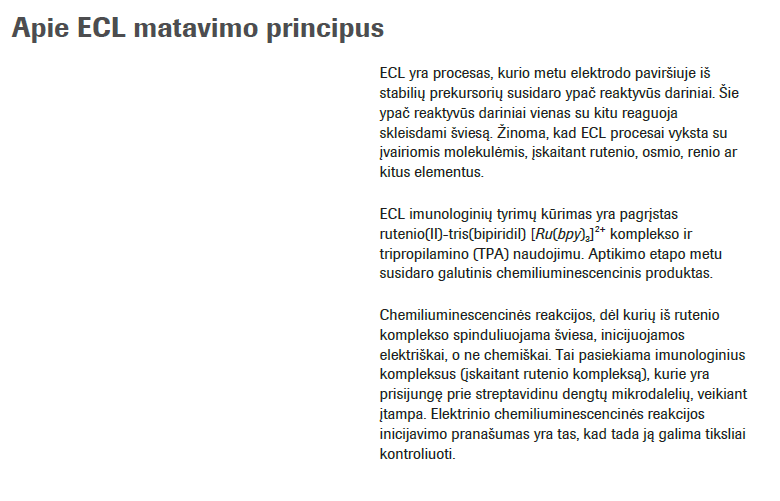 Apie ECL matavimo principus
ECL yra procesas, kurio metu elektrodo paviršiuje iš
stabilių prekursorių susidaro ypač reaktyvūs dariniai. Šie
ypač reaktyvūs dariniai vienas su kitu reaguoja
skleisdami šviesą. Žinoma, kad ECL procesai vyksta su
įvairiomis molekulėmis, įskaitant rutenio, osmio, renio ar
kitus elementus.
ECL imunologinių tyrimų kūrimas yra pagrįstas
rutenio(II)-tris(bipiridil) [Ru(bpy)₃]²⁺ komplekso ir
tripropilamino (TPA) naudojimu. Aptikimo etapo metu
susidaro galutinis chemiliuminescencinis produktas.
Chemiliuminescencinės reakcijos, dėl kurių iš rutenio
komplekso spinduliuojama šviesa, inicijuojamos
elektriškai, o ne chemiškai. Tai pasiekiama imunologinius
kompleksus (įskaitant rutenio kompleksą), kurie yra
prisijungę prie streptavidinu dengtų mikrodalelių, veikiant
įtampa. Elektrinio chemiliuminescencinės reakcijos
inicijavimo pranašumas yra tas, kad tada ją galima tiksliai
kontroliuoti.